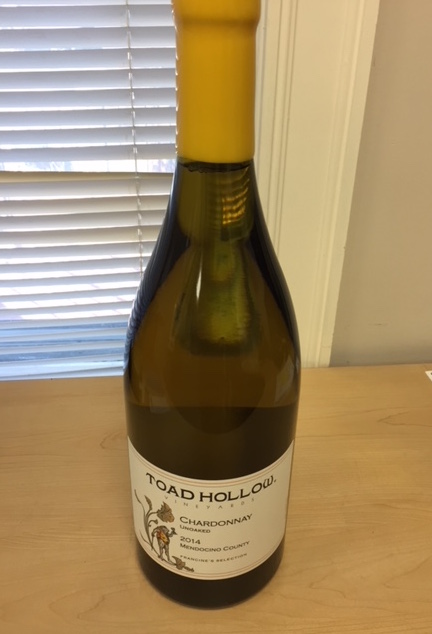 TOAD HOLLOW
VINEYARDS
CHARDONNAY
UNOAKED
2014
MENDOCINO COUNTY
FRANCINE'S SELECTION